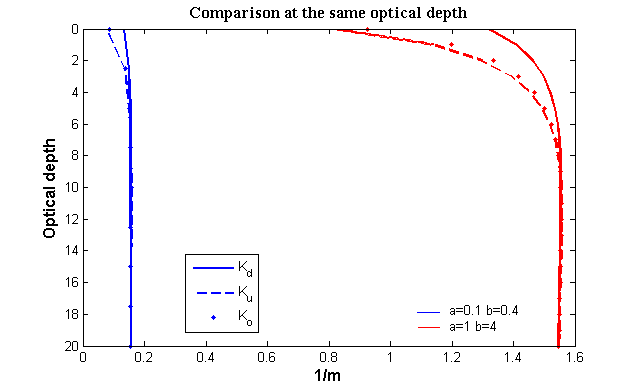 Comparison at the same optical depth
Optical depth
0
2
4
6
8
10
12
14
16
18
20
K_d
K_u
K_o
a=0.1 b=0.4
a=1 b=4
0 0.2 0.4 0.6 0.8 1 1.2 1.4 1.6
1/m